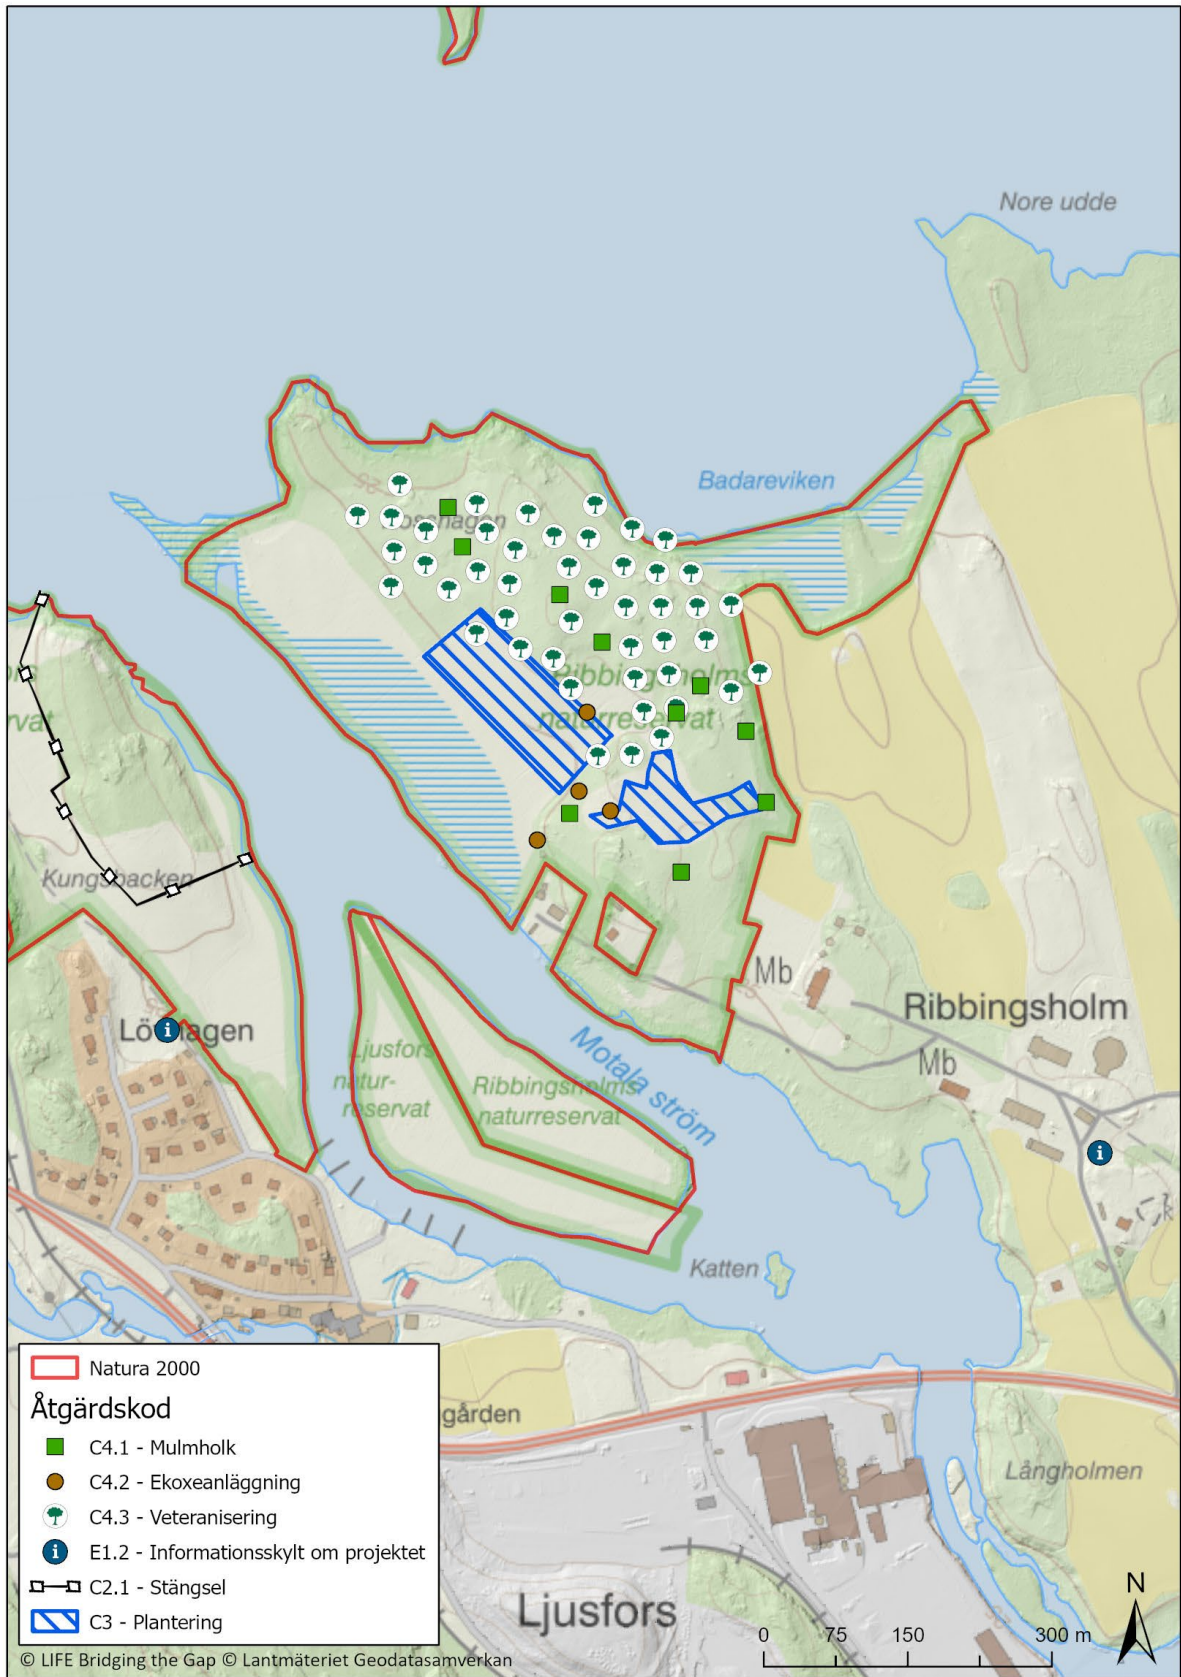 Nore udde
Badareviken
25
Ribbingsholms
naturreservat
rvat
Kungsbacken
Mb
Ribbingsholm
Mb
Motala ström
Ljusfors
natur-
reservat
Ribbingsholms
naturreservat
Katten
Långholmen
Ljusfors
Natura 2000
Åtgärdskod
C4.1 - Mulmholk
C4.2 - Ekoxeanläggning
C4.3 - Veteranisering
E1.2 - Informationsskylt om projektet
C2.1 - Stängsel
C3 - Plantering
gården
N
0 75 150 300 m
© LIFE Bridging the Gap © Lantmäteriet Geodatasamverkan